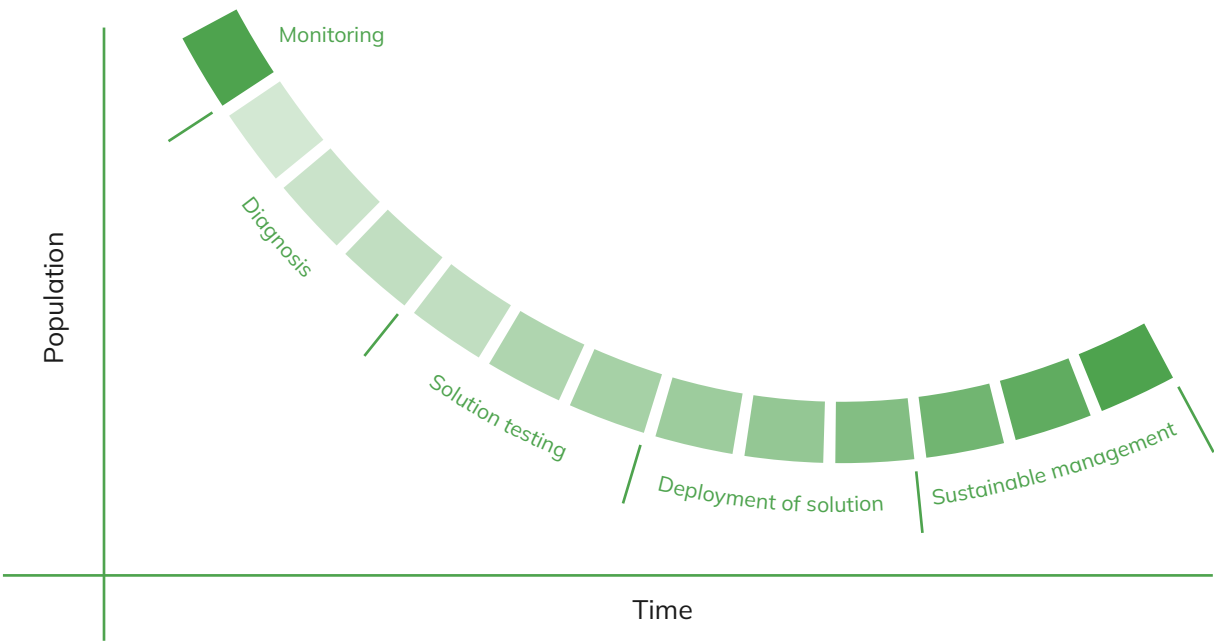 Monitoring
Diagnosis
Solution testing
Deployment of solution
Sustainable management
Population
Time